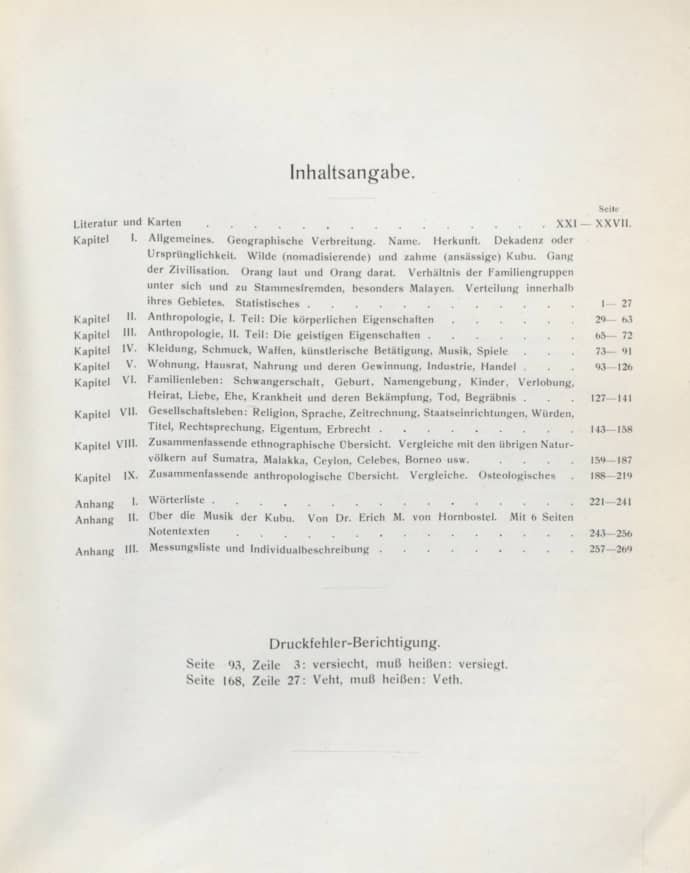 Inhaltsangabe.
Seite
Literatur und Karten . . . . . . . . . . . . . . XXI — XXVII.
Kapitel I. Allgemeines. Geographische Verbreitung. Name. Herkunft. Dekadenz oder
Ursprünglichkeit. Wilde (nomadisierende) und zahme (ansässige) Kubu. Gang
der Zivilisation. Orang laut und Orang darat. Verhältnis der Familiengruppen
unter sich und zu Stammesfremden, besonders Malayen. Verteilung innerhalb
ihres Gebietes. Statistisches . . . . . . . . . . . . 1— 27
Kapitel II. Anthropologie, I. Teil: Die körperlichen Eigenschaften . . . . . . 29— 63
Kapitel III. Anthropologie, II. Teil: Die geistigen Eigenschaften . . . . . . . 65— 72
Kapitel IV. Kleidung, Schmuck, Waffen, künstlerische Betätigung, Musik, Spiele . . . 73— 91
Kapitel V. Wohnung, Hausrat, Nahrung und deren Gewinnung, Industrie, Handel . . . 93—126
Kapitel VI. Familienleben: Schwangerschaft, Geburt, Namengebung, Kinder, Verlobung,
Heirat, Liebe, Ehe, Krankheit und deren Bekämpfung, Tod, Begräbnis . . . 127—141
Kapitel VII. Gesellschaftsleben: Religion, Sprache, Zeitrechnung, Staatseinrichtungen, Würden,
Titel, Rechtsprechung, Eigentum, Erbrecht . . . . . . . . . 143—158
Kapitel VIII. Zusammenfassende ethnographische Übersicht. Vergleiche mit den übrigen Natur-
völkern auf Sumatra, Malakka, Ceylon, Celebes, Borneo usw. . . . . 159—187
Kapitel IX. Zusammenfassende anthropologische Übersicht. Vergleiche. Osteologisches . 188—219
Anhang I. Wörterliste . . . . . . . . . . . . . . . . 221—241
Anhang II. Über die Musik der Kubu. Von Dr. Erich M. von Hornbostel. Mit 6 Seiten
Notentexten . . . . . . . . . . . . . . . 243—256
Anhang III. Messungsliste und Individualbeschreibung . . . . . . . . . 257—269
Druckfehler-Berichtigung.
Seite 93, Zeile 3: versiecht, muß heißen: versiegt.
Seite 168, Zeile 27: Veht, muß heißen: Veth.